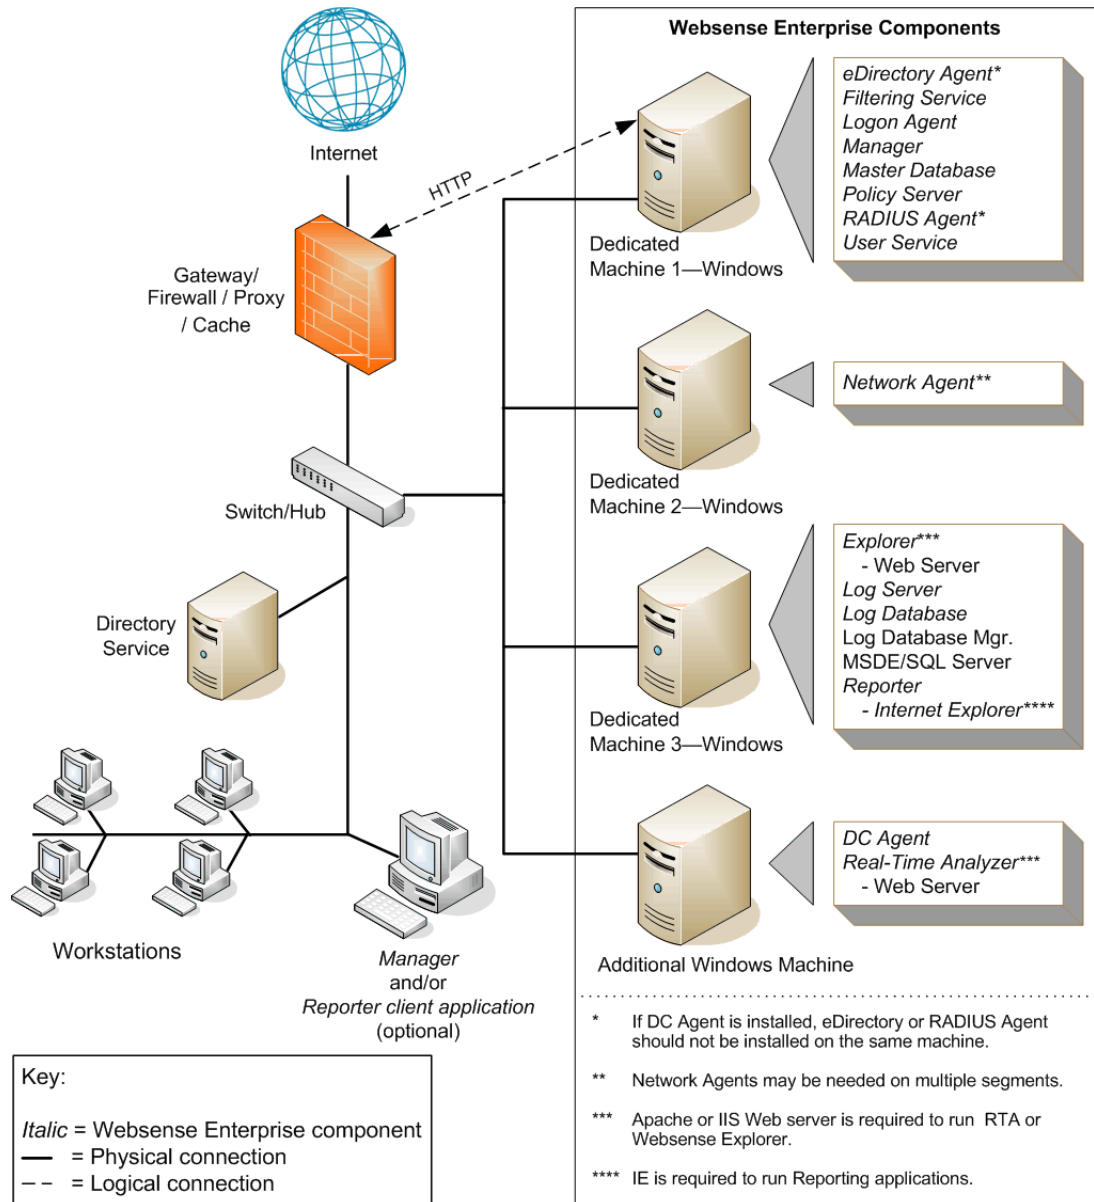 Websense Enterprise Components
Internet
HTTP
Gateway/
Firewall / Proxy
/ Cache
Switch/Hub
Directory
Service
Workstations
Manager
and/or
Reporter client application
(optional)
Dedicated
Machine 1—Windows
eDirectory Agent*
Filtering Service
Logon Agent
Manager
Master Database
Policy Server
RADIUS Agent*
User Service
Dedicated
Machine 2—Windows
Network Agent**
Dedicated
Machine 3—Windows
Explorer***
- Web Server
Log Server
Log Database
Log Database Mgr.
MSDE/SQL Server
Reporter
- Internet Explorer****
Additional Windows Machine
DC Agent
Real-Time Analyzer***
- Web Server
* If DC Agent is installed, eDirectory or RADIUS Agent
should not be installed on the same machine.
** Network Agents may be needed on multiple segments.
*** Apache or IIS Web server is required to run RTA or
Websense Explorer.
**** IE is required to run Reporting applications.
Key:
Italic = Websense Enterprise component
= Physical connection
= Logical connection